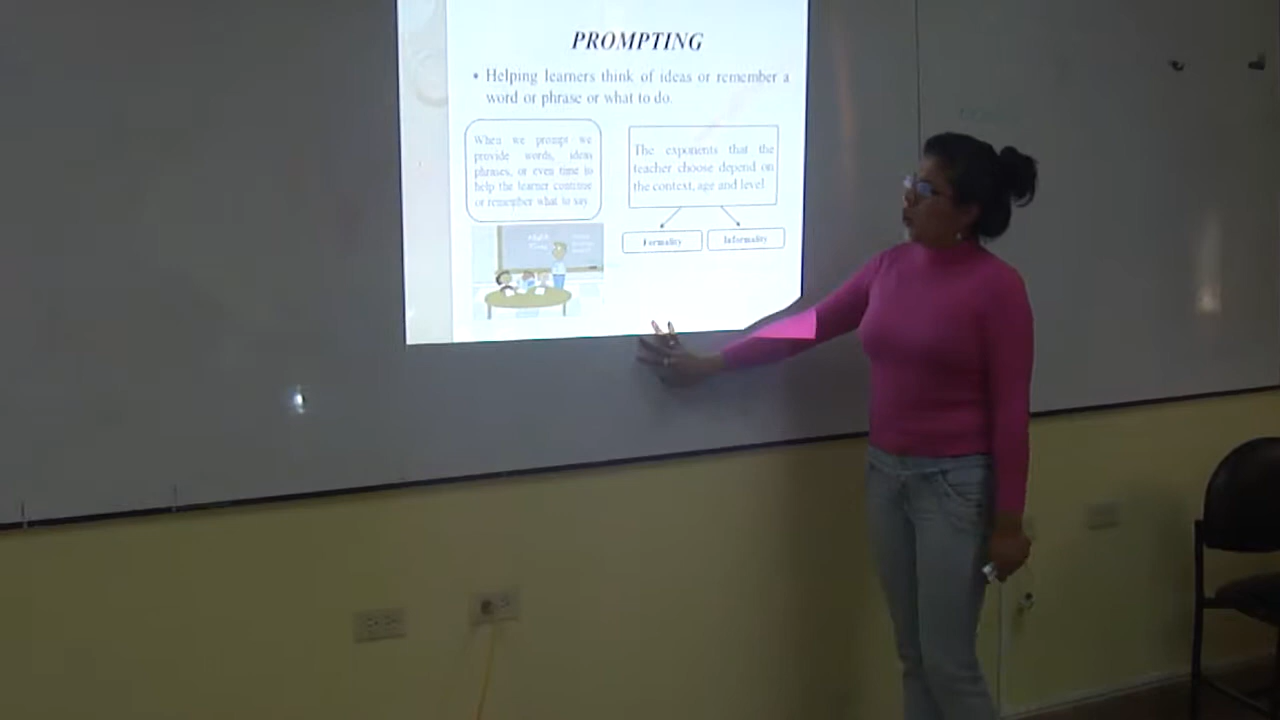 PROMPTING
• Helping learners think of ideas or remember a
word or phrase or what to do.
When we prompt we
provide words, ideas
phrases, or even time to
help the learner continue
or remember what to say
The exponents that the
teacher choose depend on
the context, age and level.
Formality
Informality